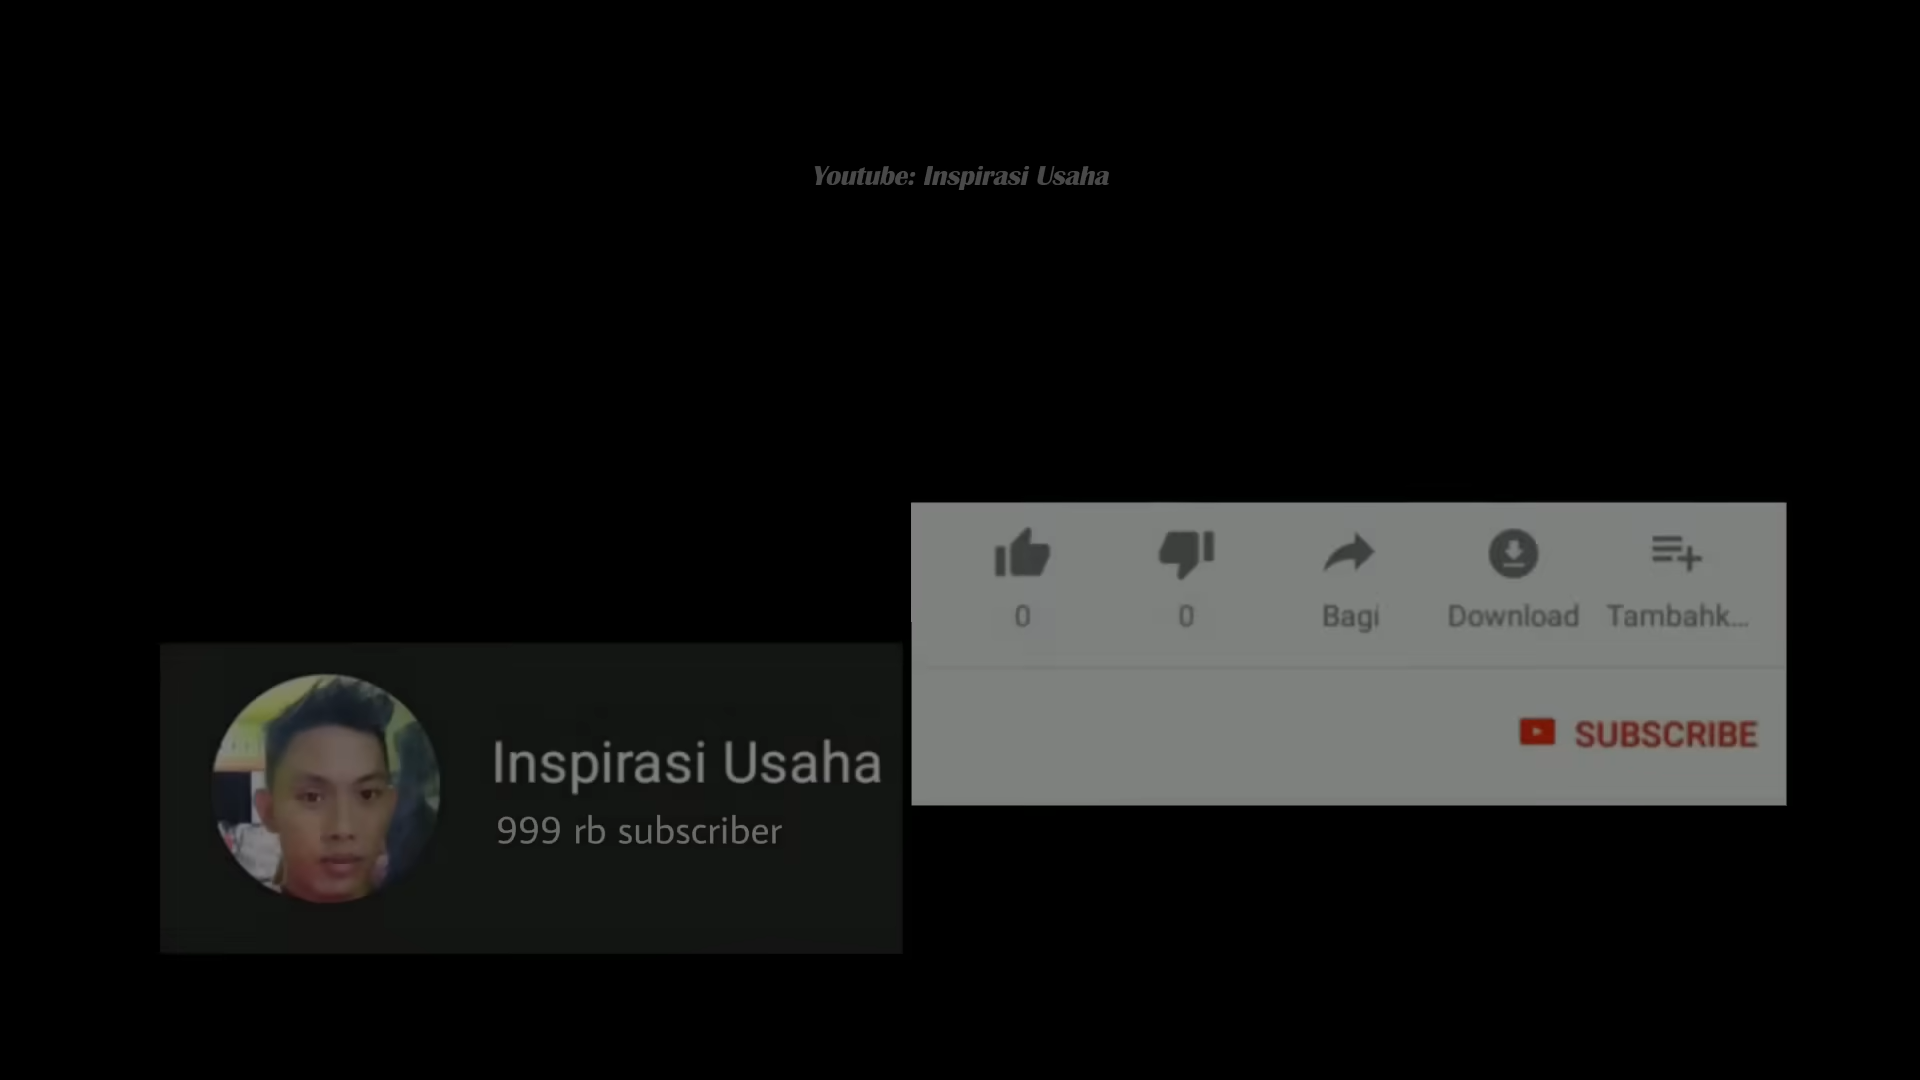 Youtube: Inspirasi Usaha
0
0
Bagi
Download
Tambahk...
SUBSCRIBE
Inspirasi Usaha
999 rb subscriber